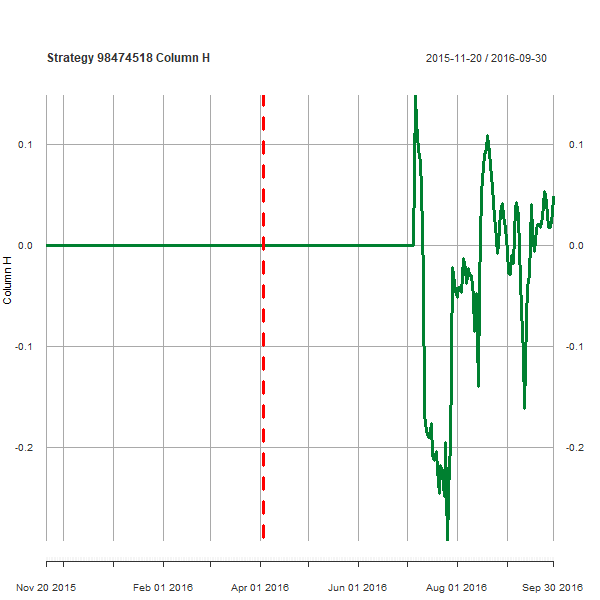 Strategy 98474518 Column H
2015-11-20 / 2016-09-30
0.1
0.1
0.0
0.0
Column H
-0.1
-0.1
-0.2
-0.2
Nov 20 2015
Feb 01 2016
Apr 01 2016
Jun 01 2016
Aug 01 2016
Sep 30 2016